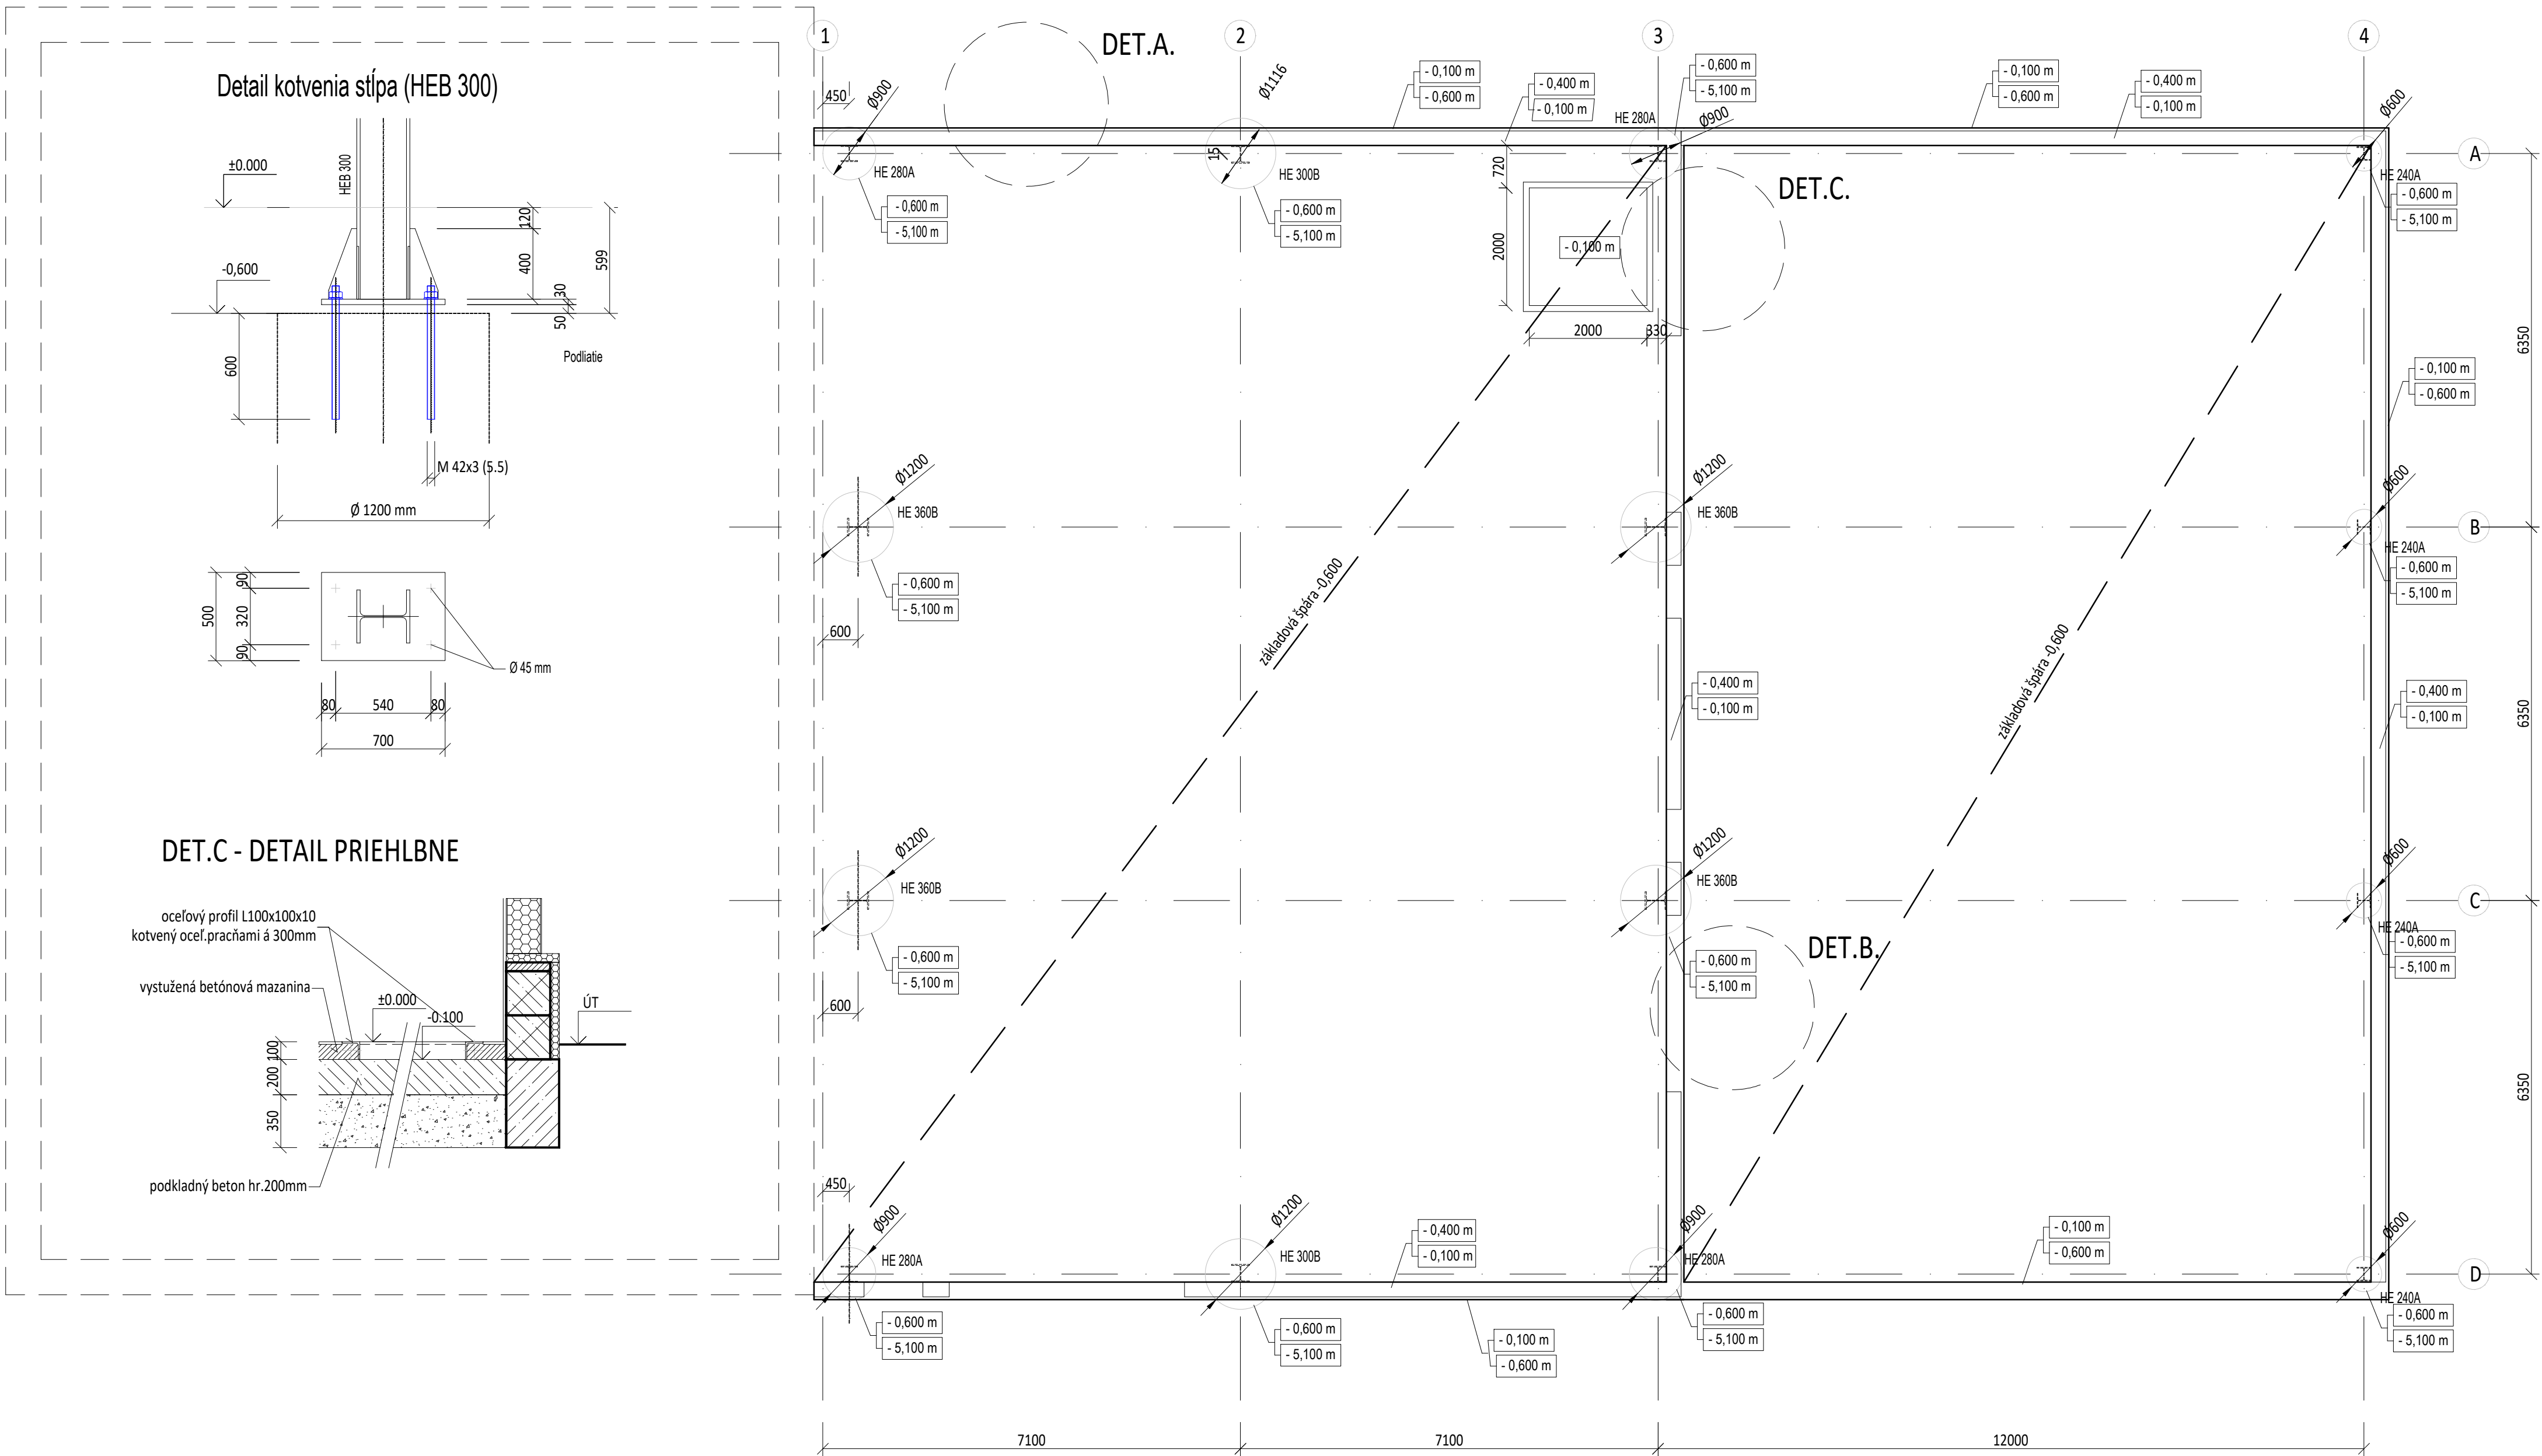 Detail kotvenia stĺpa (HEB 300)
±0.000
HEB 300
120
400
599
-0,600
30
50
600
Podliatie
M 42x3 (5.5)
Ø 1200 mm
90
320
90
500
Ø 45 mm
80
540
80
700
DET.C - DETAIL PRIEHLBNE
oceľový profil L100x100x10
kotvený oceľ.pracňami á 300mm
vystužená betónová mazanina
±0.000
-0.100
ÚT
100
200
350
podkladný beton hr.200mm
1
2
3
4
DET.A.
450
Ø900
Ø1116
- 0,100 m
- 0,600 m
- 0,400 m
- 0,100 m
- 0,600 m
- 5,100 m
HE 280A
Ø900
- 0,100 m
- 0,600 m
- 0,400 m
- 0,100 m
Ø600
A
15
HE 280A
HE 300B
720
DET.C.
HE 240A
- 0,600 m
- 5,100 m
- 0,600 m
- 5,100 m
- 0,600 m
- 5,100 m
2000
- 0,100 m
2000
330
6350
- 0,100 m
- 0,600 m
Ø1200
HE 360B
Ø1200
HE 360B
Ø600
B
HE 240A
- 0,600 m
- 5,100 m
- 0,600 m
- 5,100 m
600
základová špára -0,600
základová špára -0,600
- 0,400 m
- 0,100 m
- 0,400 m
- 0,100 m
6350
Ø1200
HE 360B
Ø1200
HE 360B
Ø600
C
HE 240A
DET.B.
- 0,600 m
- 5,100 m
- 0,600 m
- 5,100 m
- 0,600 m
- 5,100 m
600
6350
450
Ø900
HE 280A
Ø1200
HE 300B
- 0,400 m
- 0,100 m
Ø900
HE 280A
- 0,100 m
- 0,600 m
Ø600
D
HE 240A
- 0,600 m
- 5,100 m
- 0,600 m
- 5,100 m
- 0,100 m
- 0,600 m
- 0,600 m
- 5,100 m
- 0,600 m
- 5,100 m
7100
7100
12000